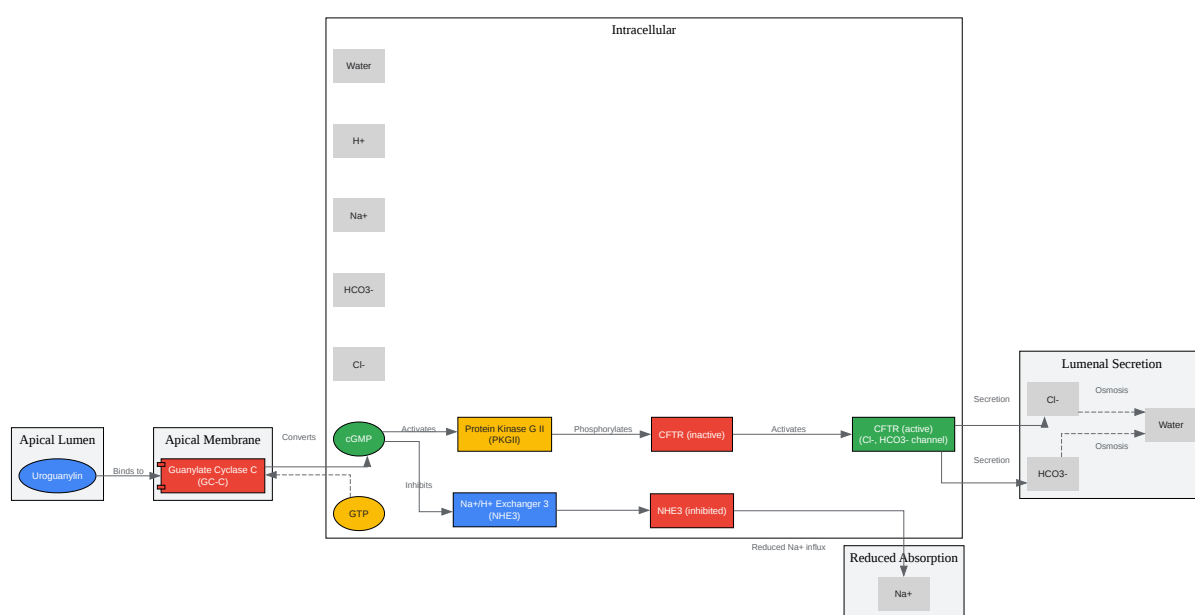 Intracellular
Water
H+
Na+
HCO3-
Cl-
Apical Lumen
Uroguanylin
Binds to
Apical Membrane
Guanylate Cyclase C
(GC-C)
Converts
cGMP
GTP
Activates
Inhibits
Protein Kinase G II
(PKGII)
Phosphorylates
CFTR (inactive)
Activates
CFTR (active)
(Cl-, HCO3- channel)
Na+/H+ Exchanger 3
(NHE3)
NHE3 (inhibited)
Reduced Na+ influx
Reduced Absorption
Na+
Secretion
Secretion
Lumenal Secretion
Cl-
HCO3-
Osmosis
Osmosis
Water